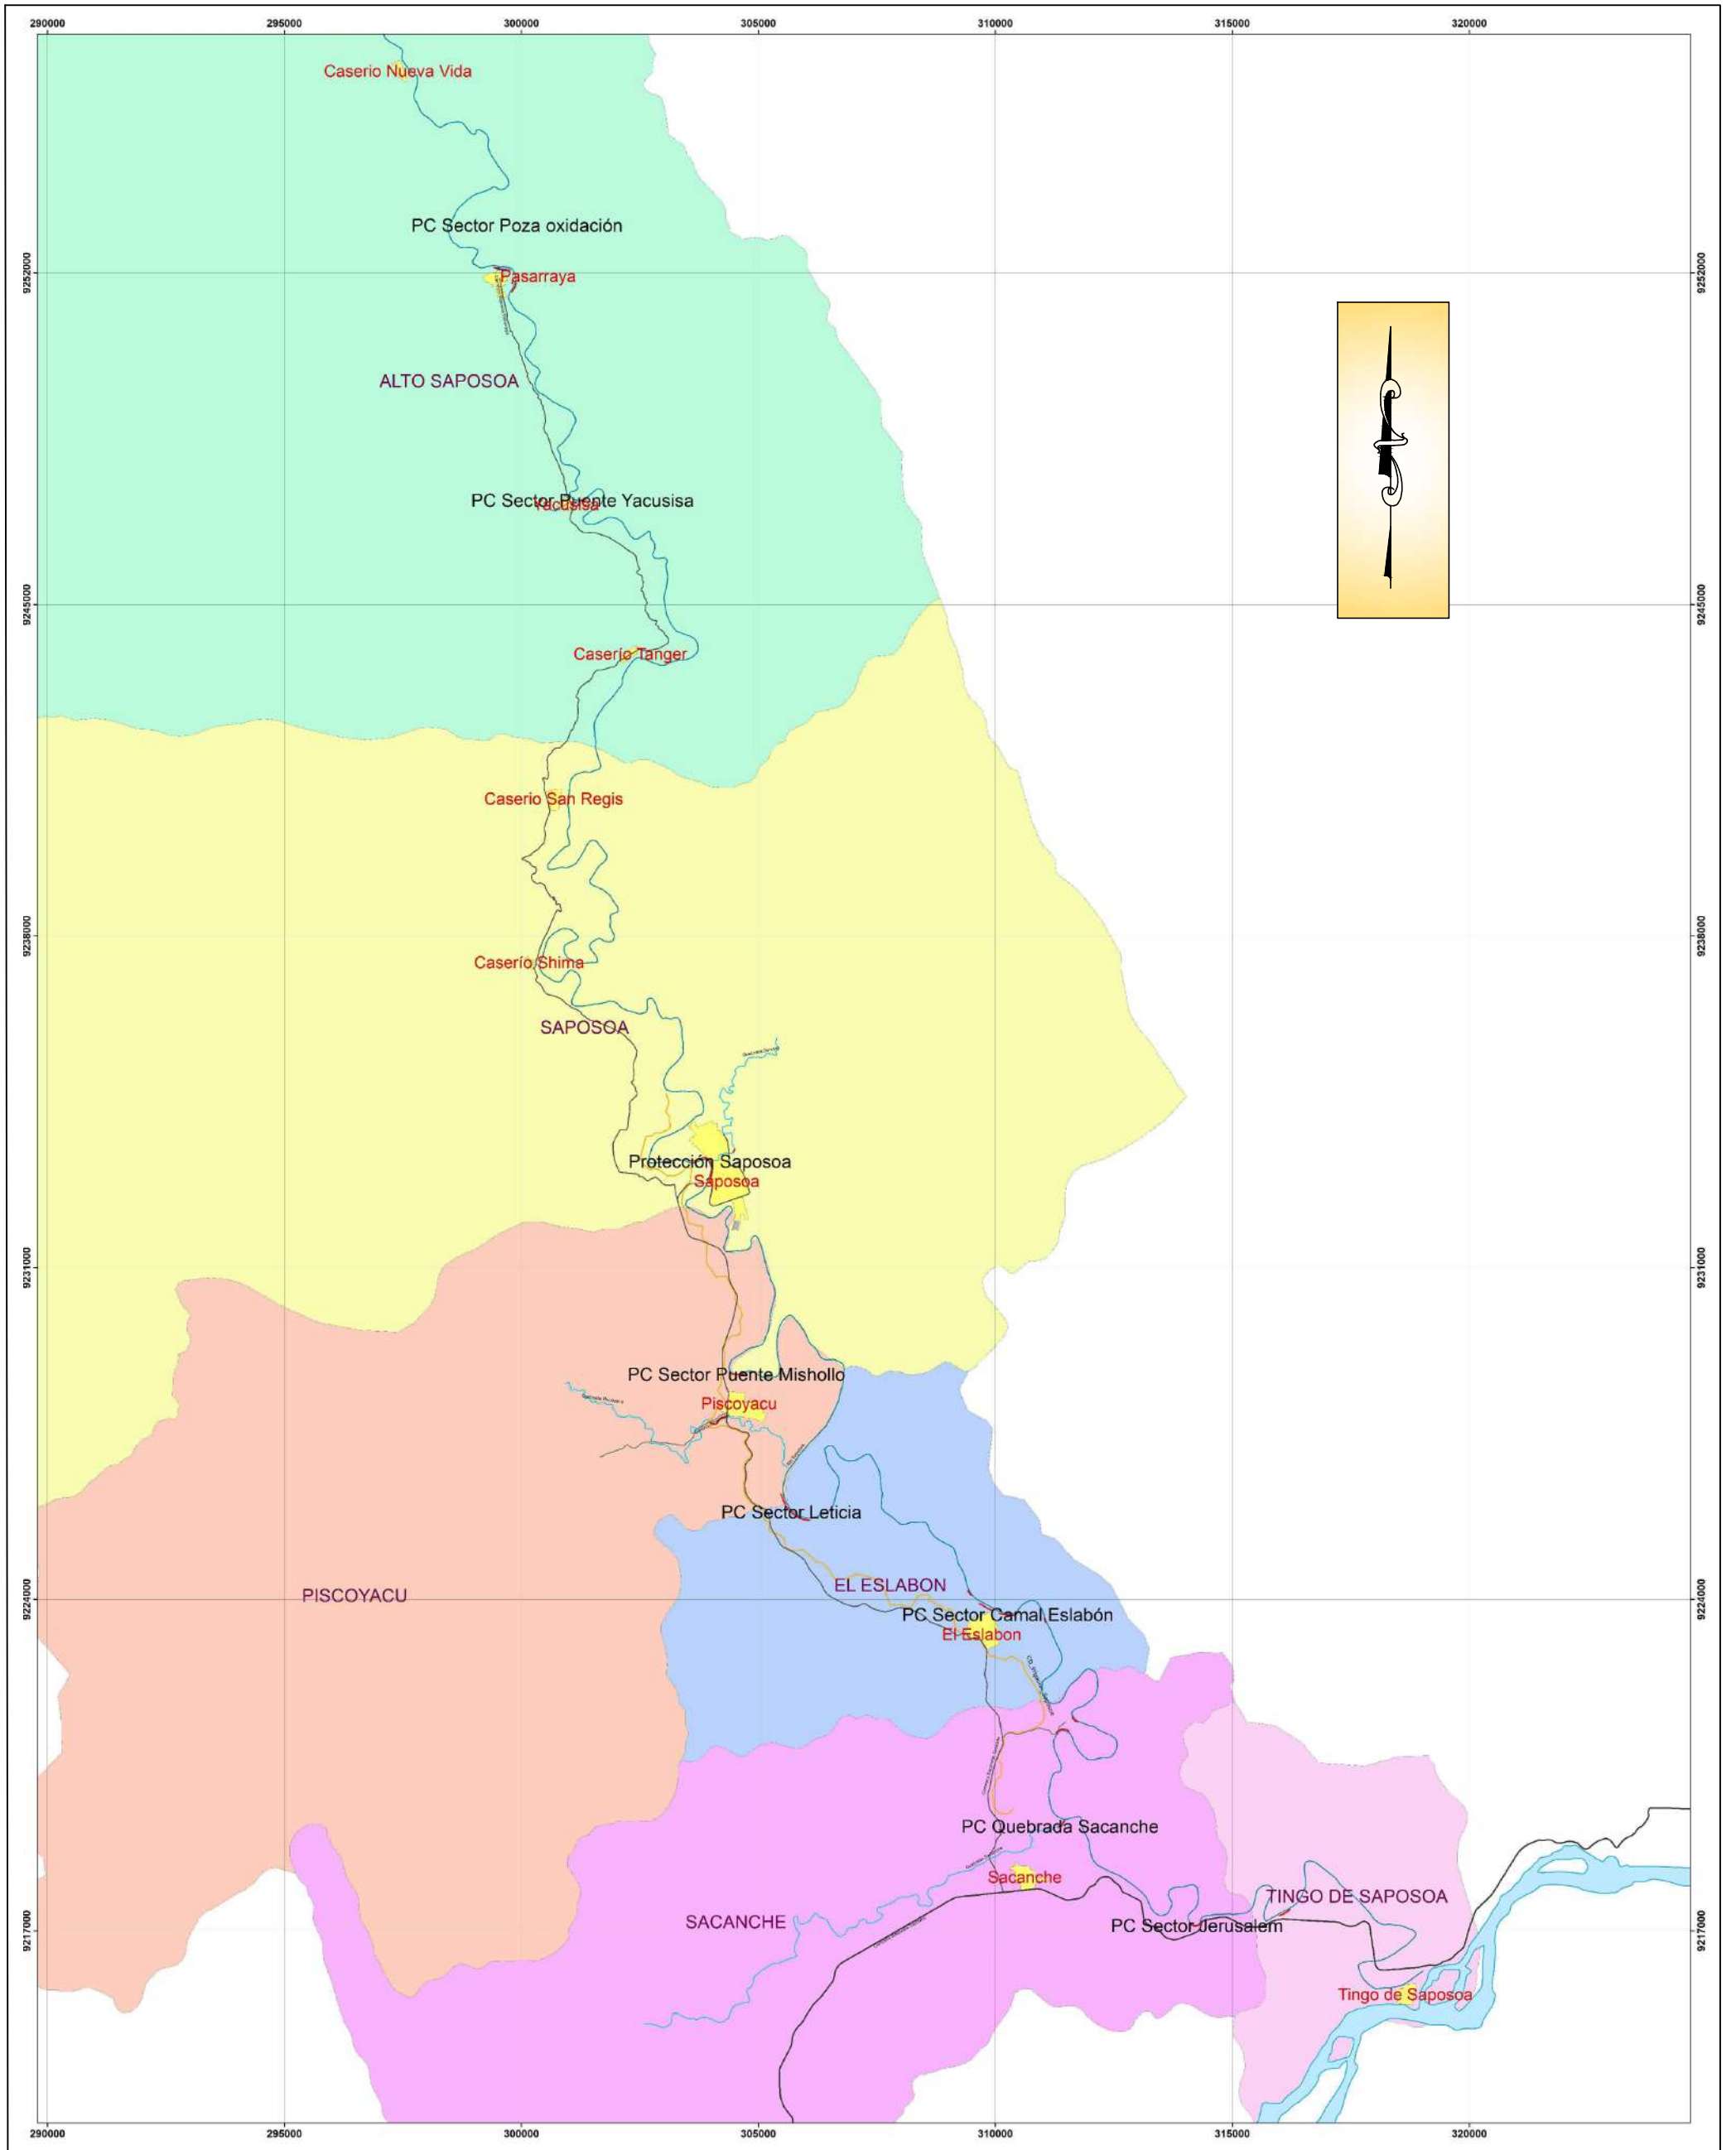 290000 295000 300000 305000 310000 315000 320000
Caserio Nueva Vida
PC Sector Poza oxidación
9252000 9252000
Pasarraya
ALTO SAPOSOA
PC Sector Puente Yacusisa
Yacusisa
9245000 9245000
Caserío Tanger
Caserio San Regis
9238000 9238000
Caserío Shima
SAPOSOA
Protección Saposoa
Saposoa
9231000 9231000
PC Sector Puente Mishollo
Piscoyacu
PC Sector Leticia
EL ESLABON
PISCOYACU
9224000 9224000
PC Sector Camal Eslabón
El Eslabon
PC Quebrada Sacanche
Sacanche
TINGO DE SAPOSOA
SACANCHE
PC Sector Jerusalem
9217000 9217000
Tingo de Saposoa
290000 295000 300000 305000 310000 315000 320000